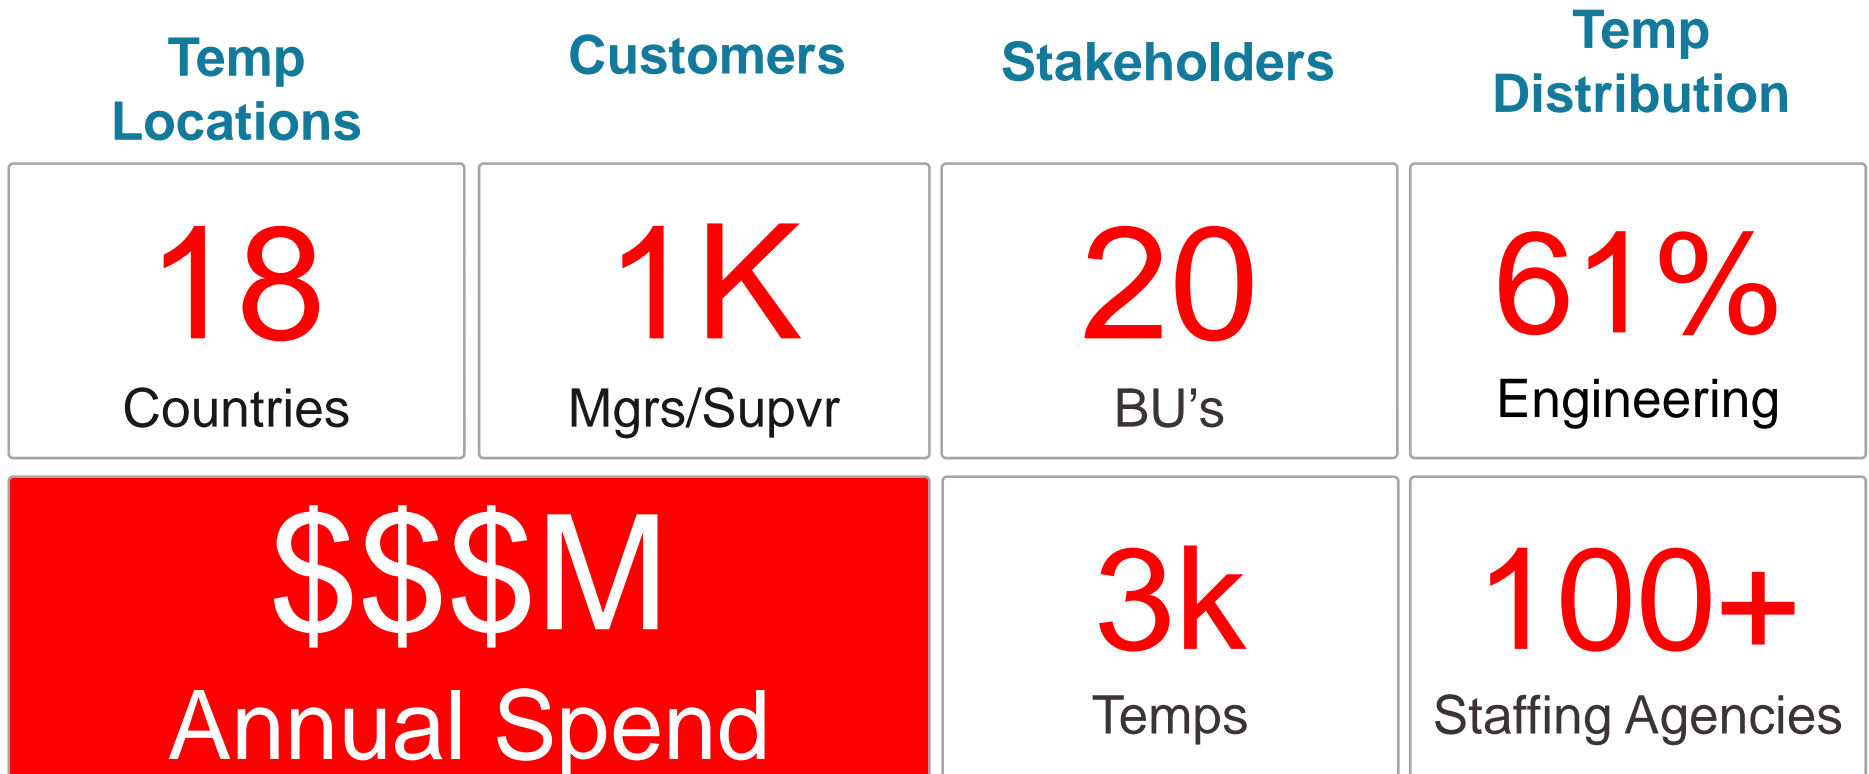 Temp
Locations
Customers
Stakeholders
Temp
Distribution
18
Countries
1K
Mgrs/Supvr
20
BU’s
61%
Engineering
$$$M
Annual Spend
3k
Temps
100+
Staffing Agencies